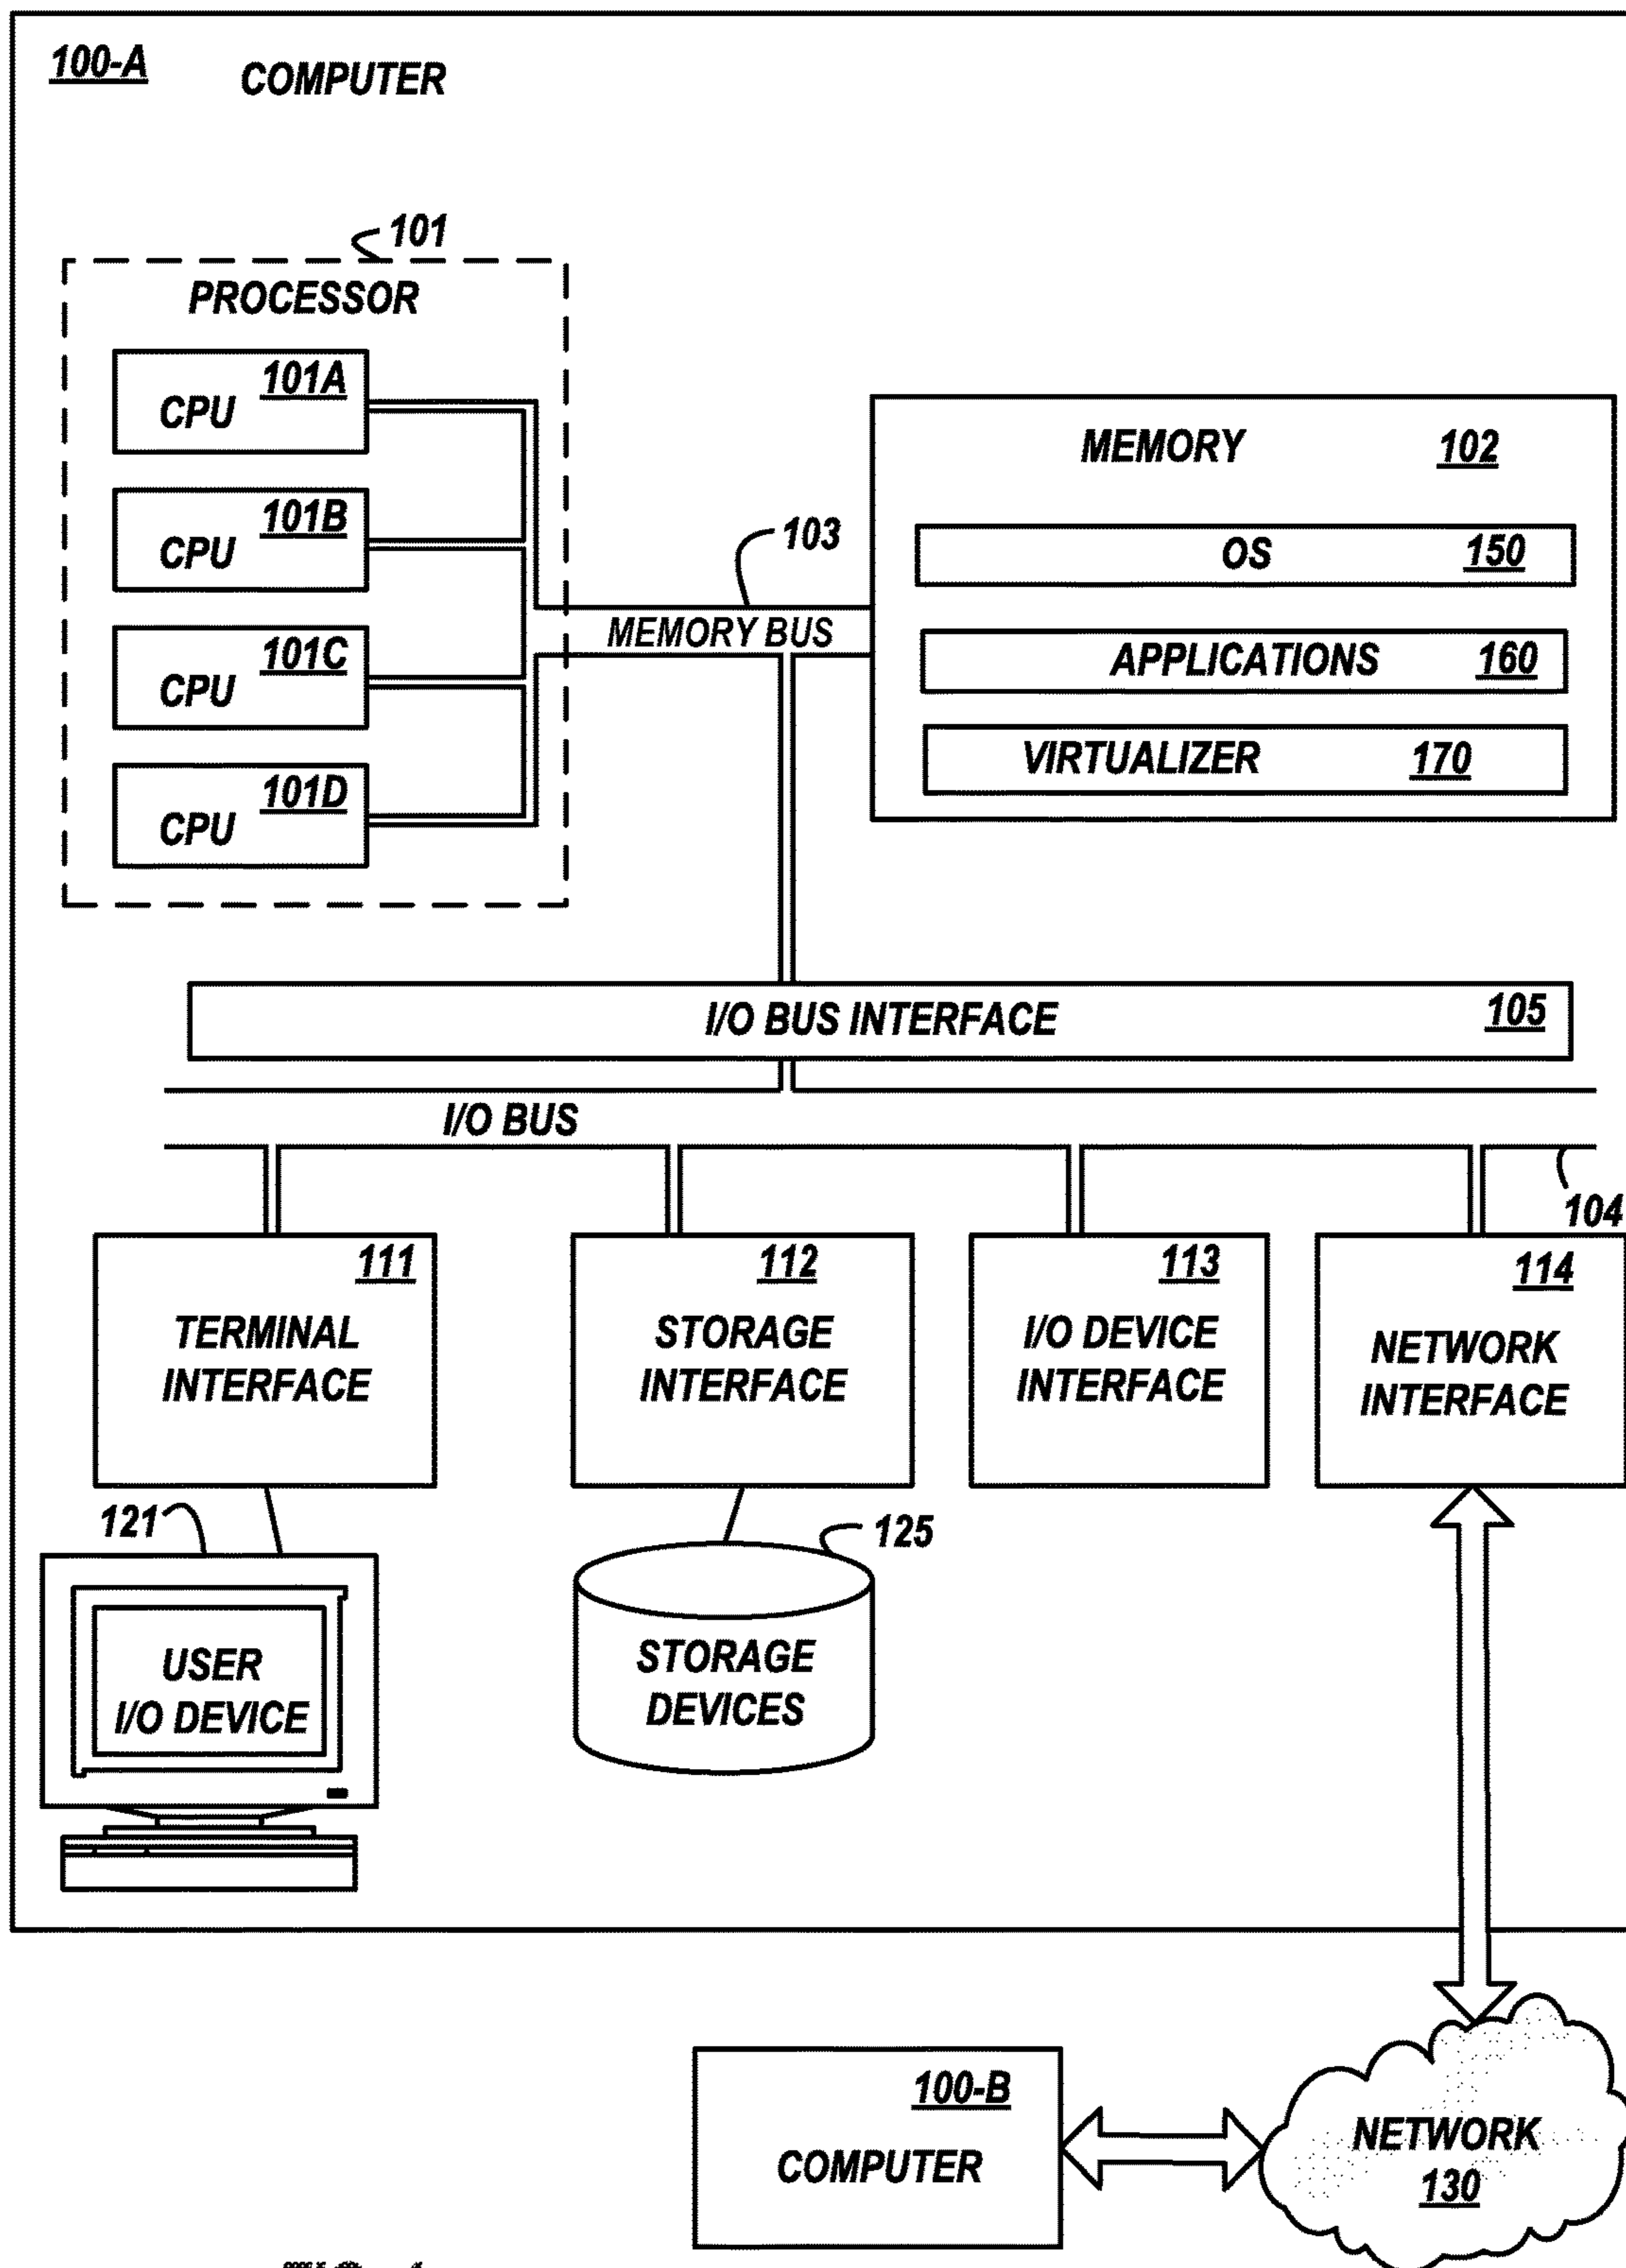 100-A COMPUTER
101
PROCESSOR
101A
CPU
101B
CPU
101C
CPU
101D
CPU
103
MEMORY BUS
MEMORY 102
OS 150
APPLICATIONS 160
VIRTUALIZER 170
I/O BUS INTERFACE 105
I/O BUS
104
111
TERMINAL
INTERFACE
112
STORAGE
INTERFACE
113
I/O DEVICE
INTERFACE
114
NETWORK
INTERFACE
121
USER
I/O DEVICE
125
STORAGE
DEVICES
100-B
COMPUTER
NETWORK
130